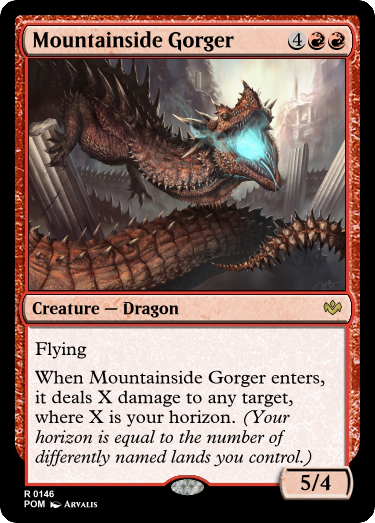 Mountainside Gorger 4
Creature — Dragon
Flying
When Mountainside Gorger enters,
it deals X damage to any target,
where X is your horizon. (Your
horizon is equal to the number of
differently named lands you control.)
5/4
R 0146
POM Arvalis